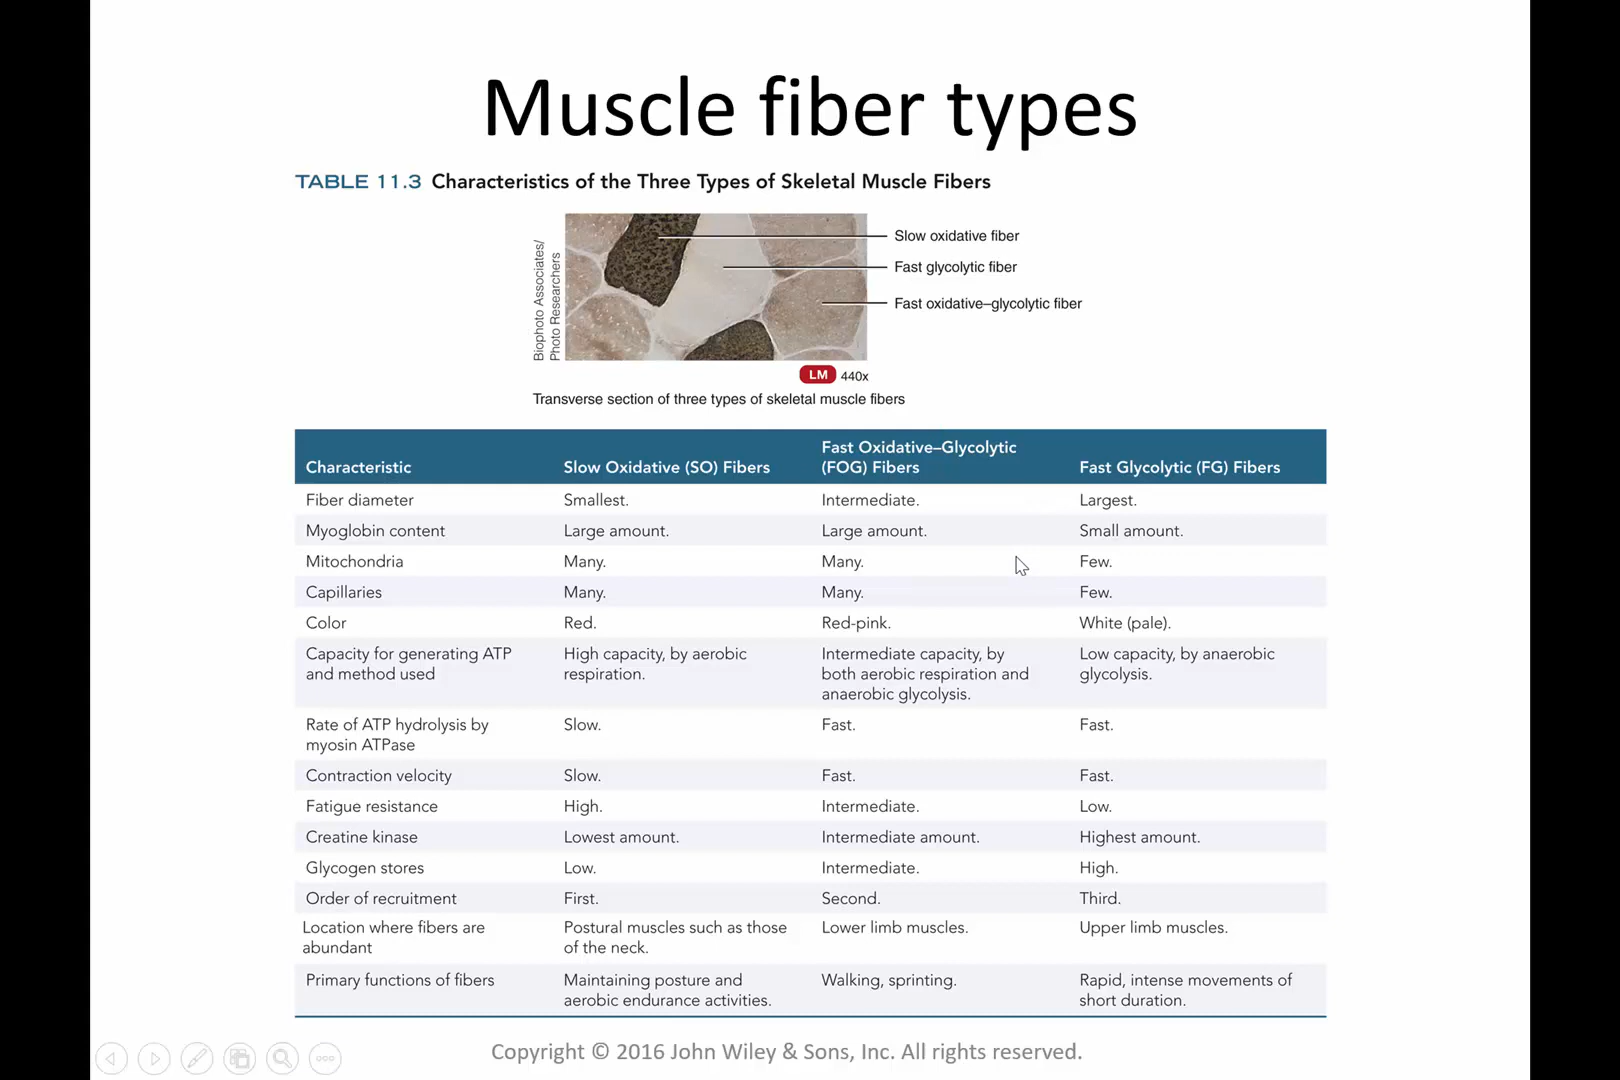 Muscle fiber types
TABLE 11.3 Characteristics of the Three Types of Skeletal Muscle Fibers
Biophoto Associates/
Photo Researchers
Slow oxidative fiber
Fast glycolytic fiber
Fast oxidative–glycolytic fiber
LM 440x
Transverse section of three types of skeletal muscle fibers
Characteristic Slow Oxidative (SO) Fibers Fast Oxidative–Glycolytic (FOG) Fibers Fast Glycolytic (FG) Fibers
Fiber diameter Smallest. Intermediate. Largest.
Myoglobin content Large amount. Large amount. Small amount.
Mitochondria Many. Many. Few.
Capillaries Many. Many. Few.
Color Red. Red-pink. White (pale).
Capacity for generating ATP High capacity, by aerobic Intermediate capacity, by Low capacity, by anaerobic
and method used respiration. both aerobic respiration and glycolysis.
anaerobic glycolysis.
Rate of ATP hydrolysis by Slow. Fast. Fast.
myosin ATPase
Contraction velocity Slow. Fast. Fast.
Fatigue resistance High. Intermediate. Low.
Creatine kinase Lowest amount. Intermediate amount. Highest amount.
Glycogen stores Low. Intermediate. High.
Order of recruitment First. Second. Third.
Location where fibers are Postural muscles such as those Lower limb muscles. Upper limb muscles.
abundant of the neck.
Primary functions of fibers Maintaining posture and Walking, sprinting. Rapid, intense movements of
aerobic endurance activities. short duration.
Copyright © 2016 John Wiley & Sons, Inc. All rights reserved.